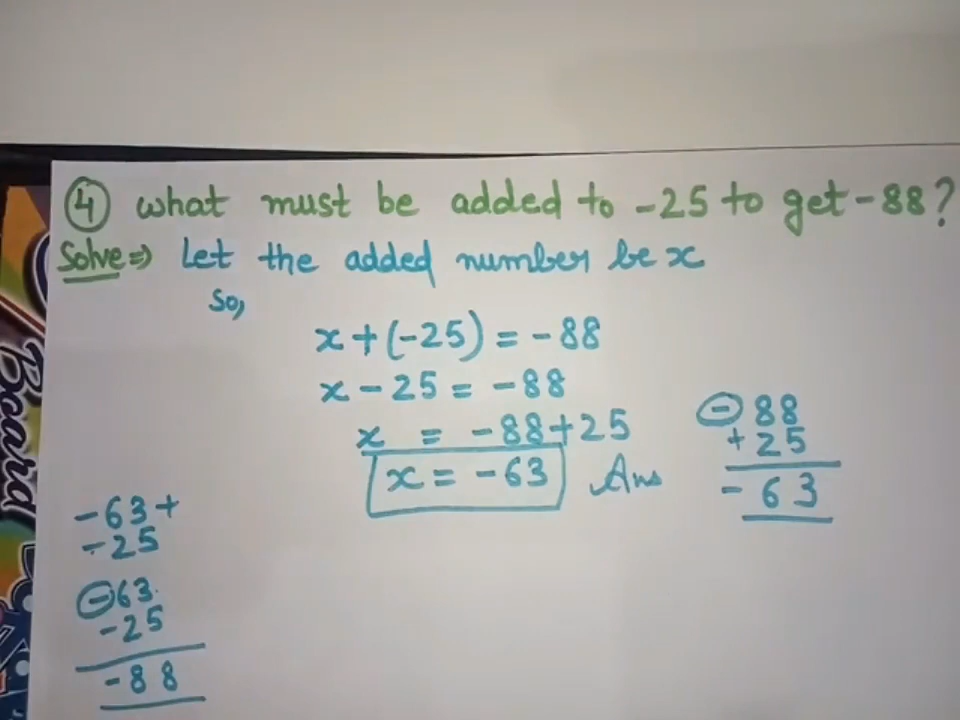 ④ what must be added to -25 to get -88?
Solve⇒ Let the added number be x
So,
x+(-25) = -88
x - 25 = -88
x = -88+25
x = -63 Ans
⊖ 88
+ 25
- 63
-63+
-25
⊖63.
-25
-88
Board